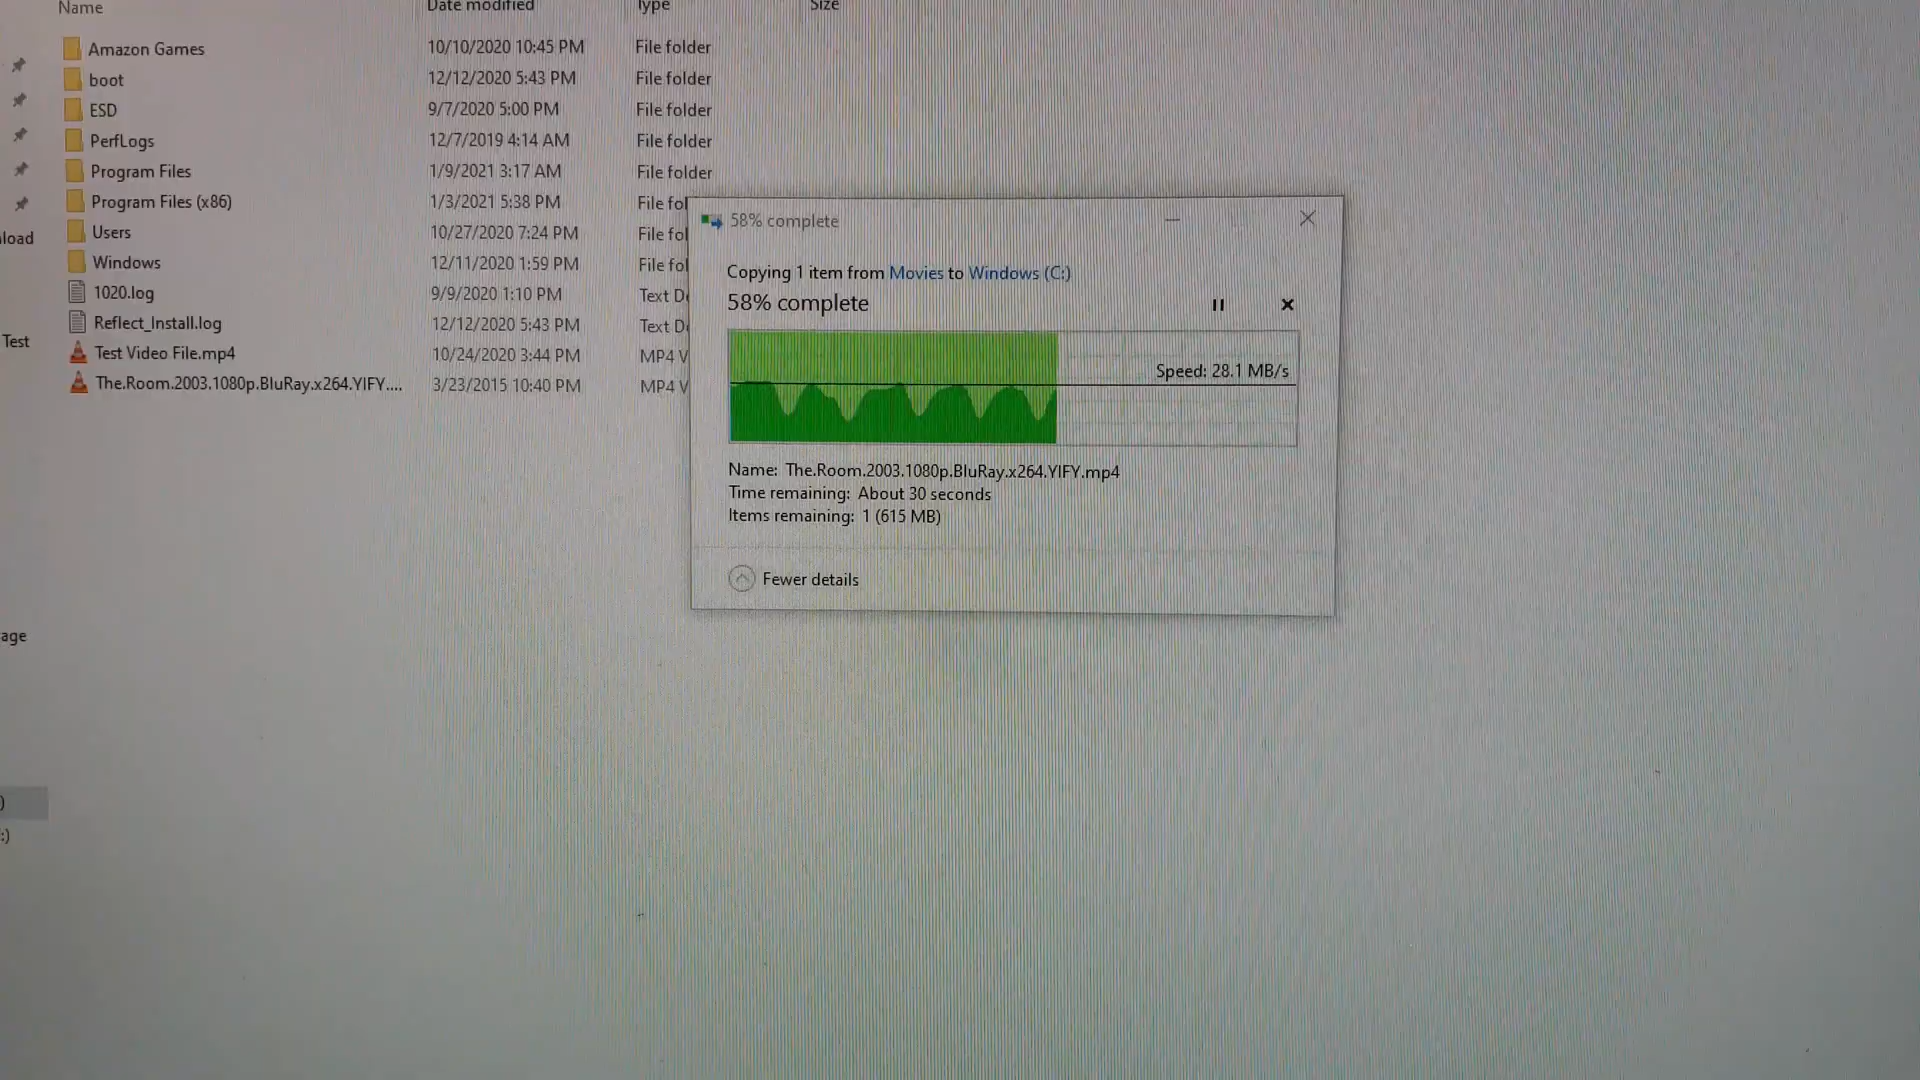 Name Date modified Type Size
Amazon Games 10/10/2020 10:45 PM File folder
boot 12/12/2020 5:43 PM File folder
ESD 9/7/2020 5:00 PM File folder
PerfLogs 12/7/2019 4:14 AM File folder
Program Files 1/9/2021 3:17 AM File folder
Program Files (x86) 1/3/2021 5:38 PM File fol
Users 10/27/2020 7:24 PM File fol
Windows 12/11/2020 1:59 PM File fol
1020.log 9/9/2020 1:10 PM Text D
Reflect_Install.log 12/12/2020 5:43 PM Text D
Test Video File.mp4 10/24/2020 3:44 PM MP4 V
The.Room.2003.1080p.BluRay.x264.YIFY.... 3/23/2015 10:40 PM MP4 V
load
Test
age
)
:)
58% complete
Copying 1 item from Movies to Windows (C:)
58% complete
Speed: 28.1 MB/s
Name: The.Room.2003.1080p.BluRay.x264.YIFY.mp4
Time remaining: About 30 seconds
Items remaining: 1 (615 MB)
Fewer details